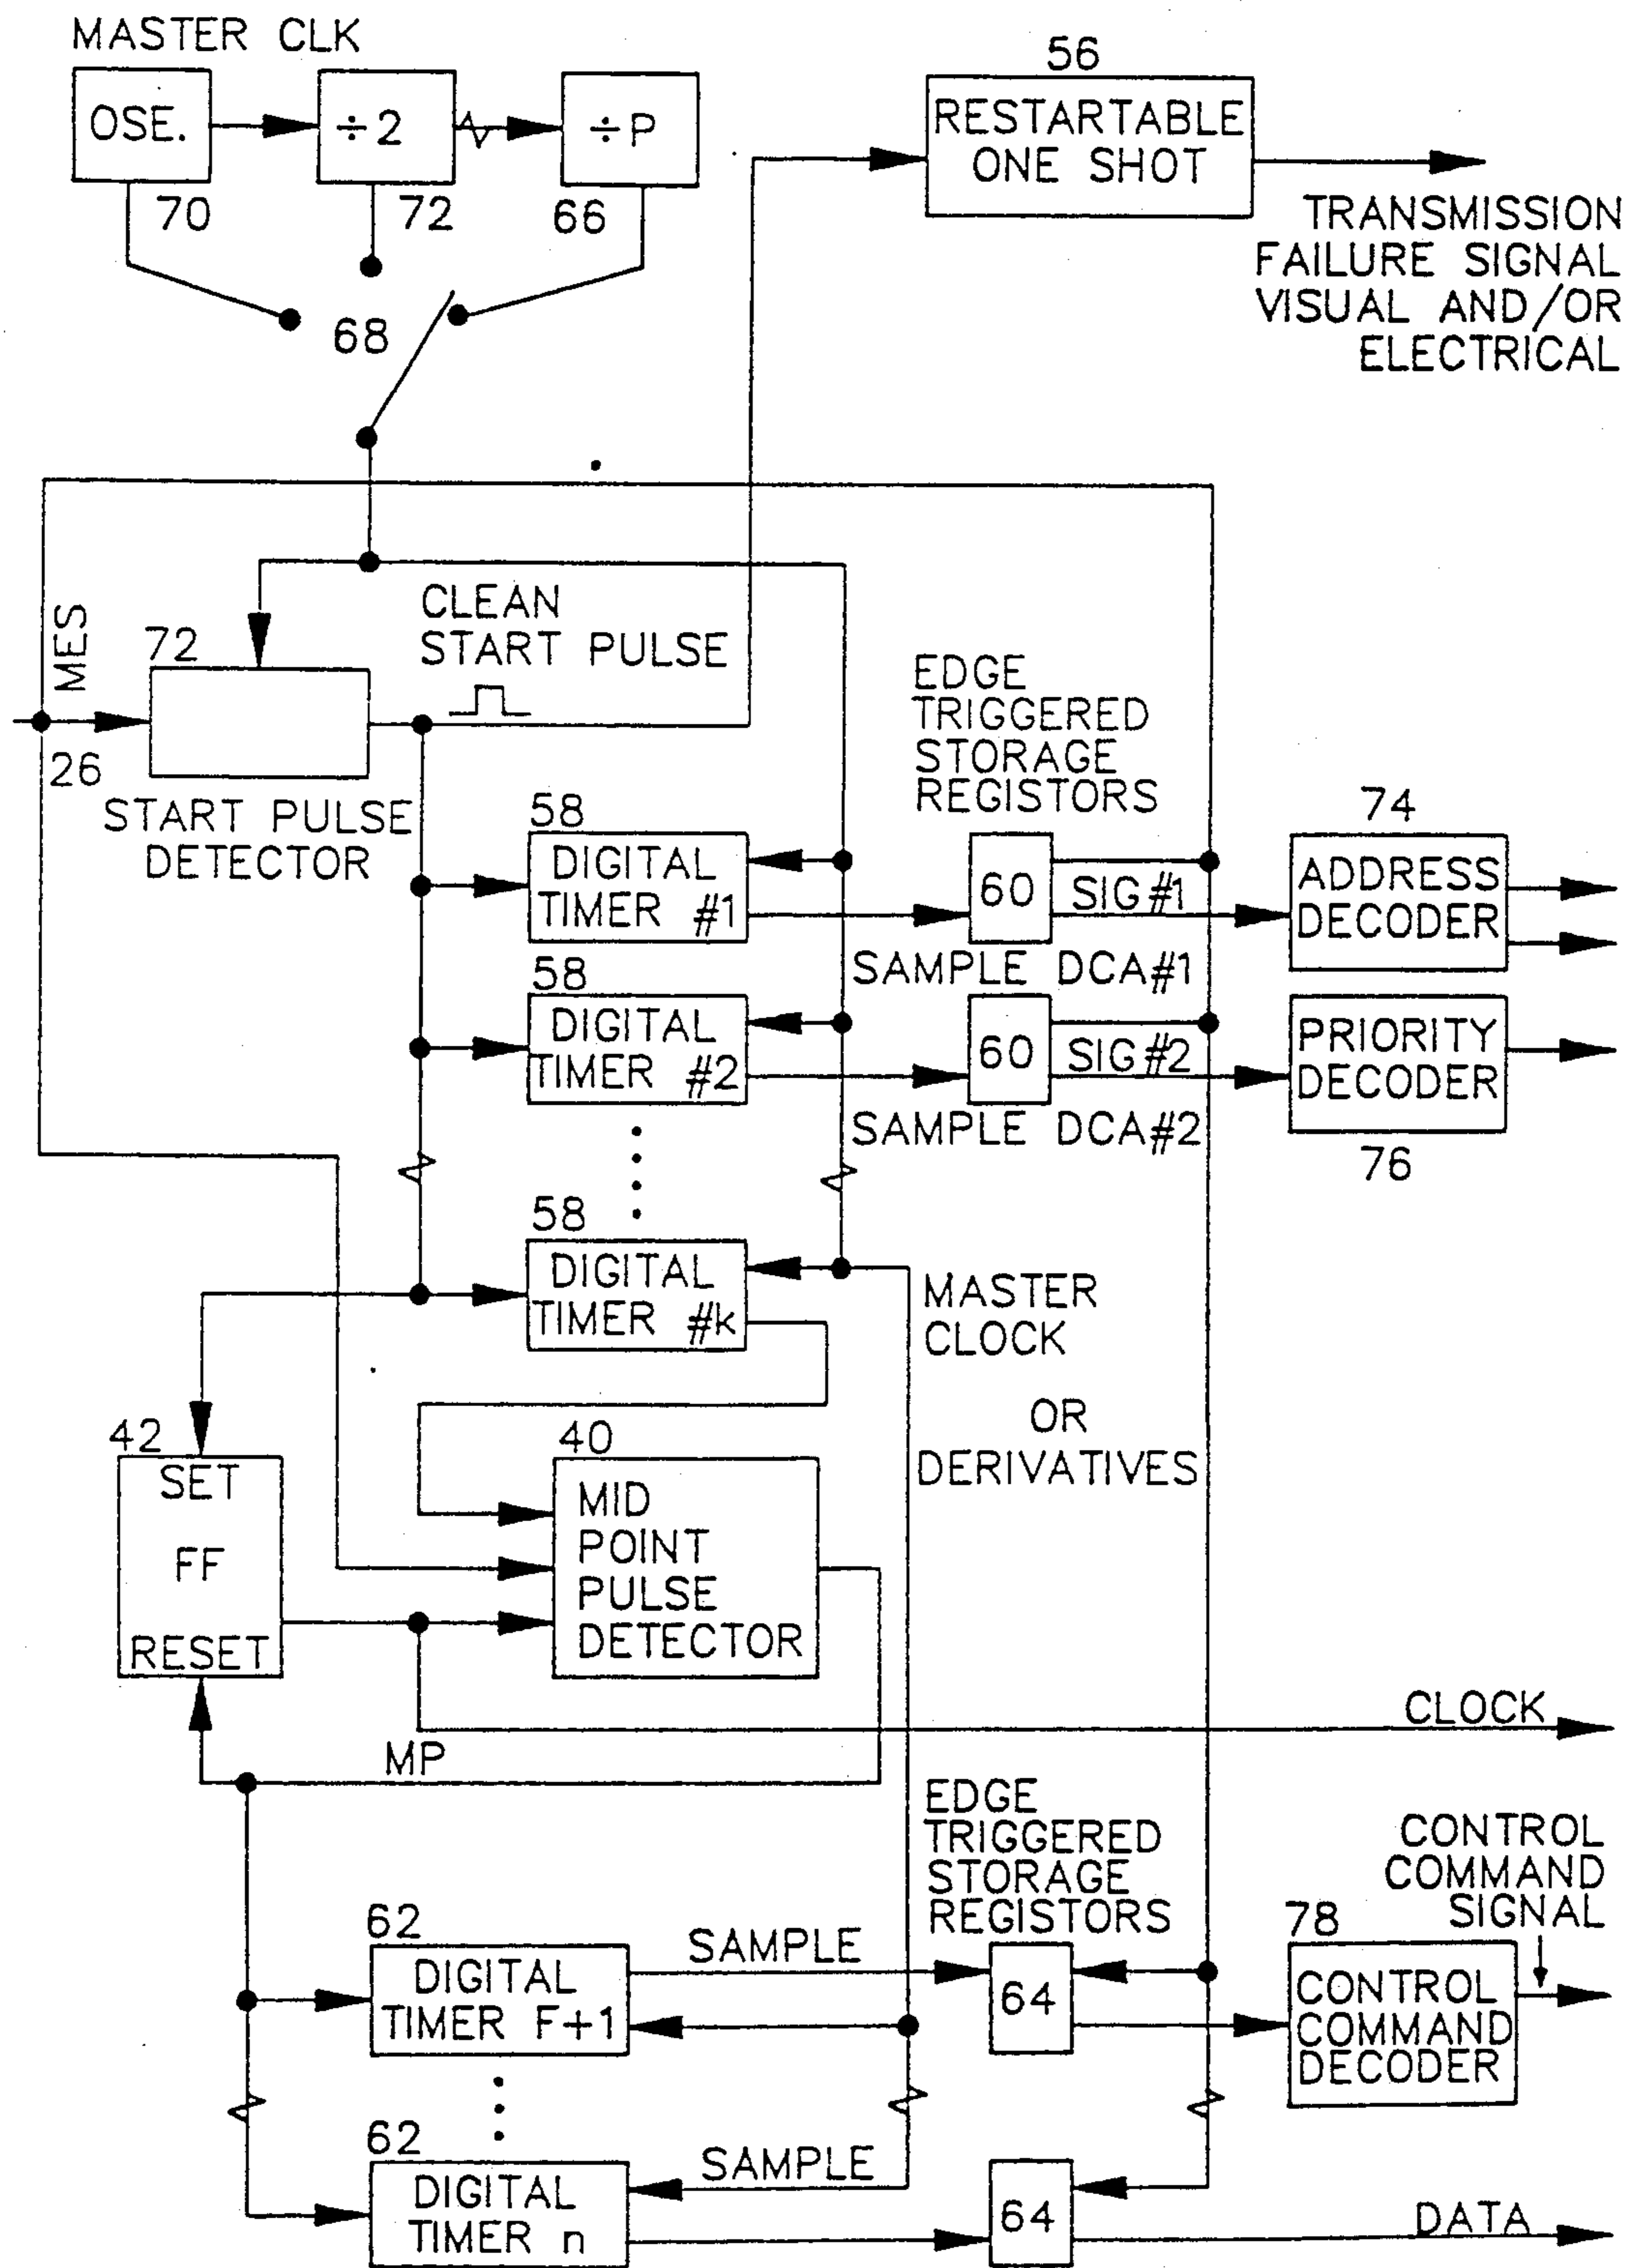 MASTER CLK
OSE.
÷2
÷P
70
72
66
68
56
RESTARTABLE
ONE SHOT
TRANSMISSION
FAILURE SIGNAL
VISUAL AND/OR
ELECTRICAL
MES
26
72
START PULSE
DETECTOR
CLEAN
START PULSE
EDGE
TRIGGERED
STORAGE
REGISTORS
58
DIGITAL
TIMER #1
60
SIG#1
SAMPLE DCA#1
74
ADDRESS
DECODER
58
DIGITAL
TIMER #2
60
SIG#2
SAMPLE DCA#2
PRIORITY
DECODER
76
58
DIGITAL
TIMER #k
MASTER
CLOCK
OR
DERIVATIVES
42
SET
FF
RESET
40
MID
POINT
PULSE
DETECTOR
CLOCK
MP
EDGE
TRIGGERED
STORAGE
REGISTORS
CONTROL
COMMAND
SIGNAL
62
DIGITAL
TIMER F+1
SAMPLE
64
78
CONTROL
COMMAND
DECODER
62
DIGITAL
TIMER n
SAMPLE
64
DATA